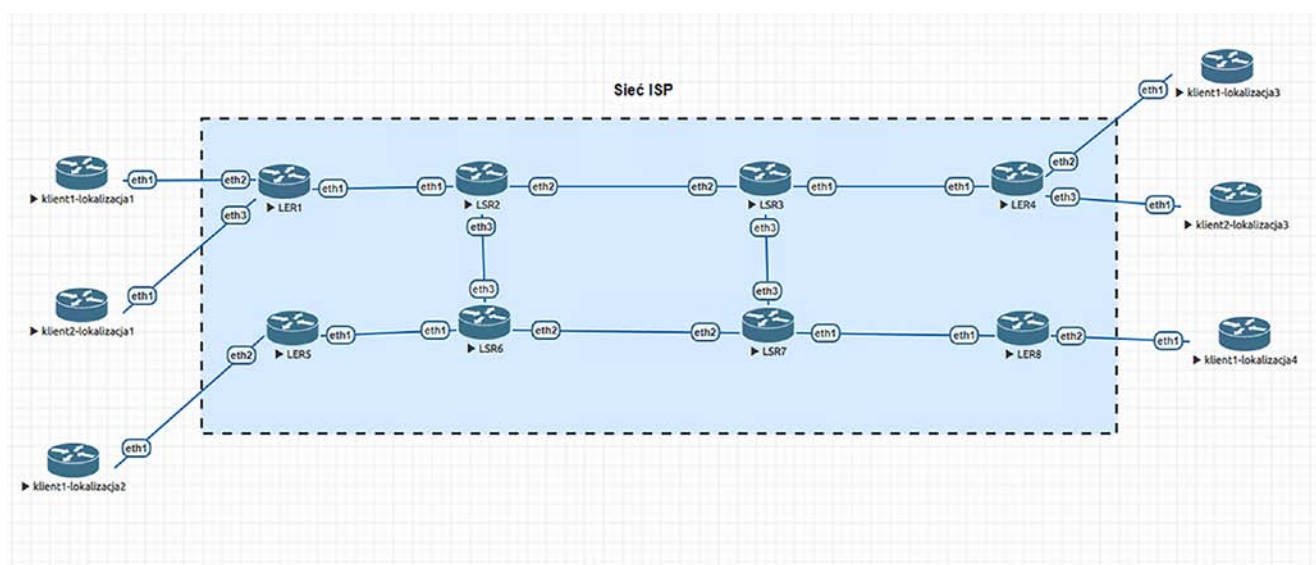 Sieć ISP
eth1
▶ klient1-lokalizacja3
eth2
▶ klient1-lokalizacja1
eth1
eth2
▶ LER1
eth1
eth1
▶ LSR2
eth2
eth2
▶ LSR3
eth1
eth1
▶ LER4
eth3
eth1
▶ klient2-lokalizacja3
eth3
eth3
eth3
▶ klient2-lokalizacja1
eth1
eth3
eth3
▶ LER5
eth1
eth1
▶ LSR6
eth2
eth2
▶ LSR7
eth1
eth1
▶ LER8
eth2
eth1
▶ klient1-lokalizacja4
eth2
eth1
▶ klient1-lokalizacja2